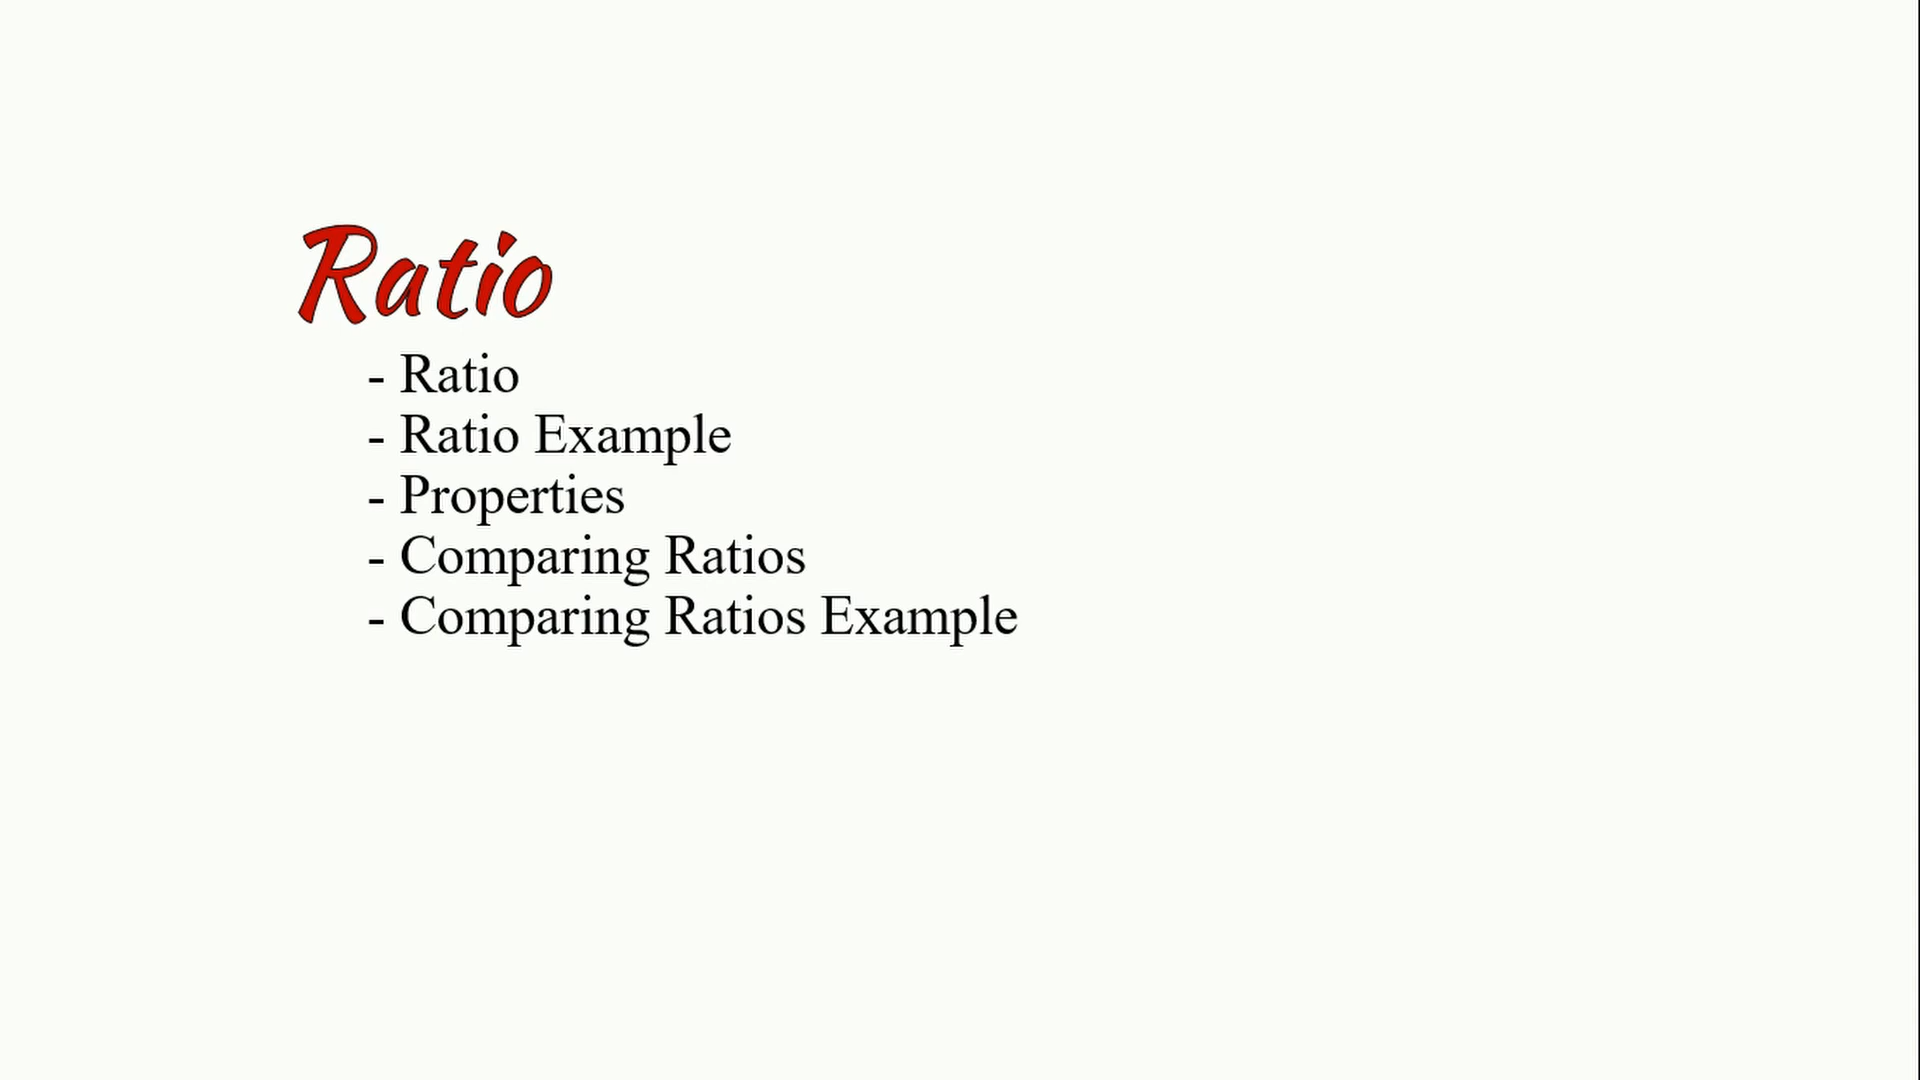 Ratio
- Ratio
- Ratio Example
- Properties
- Comparing Ratios
- Comparing Ratios Example